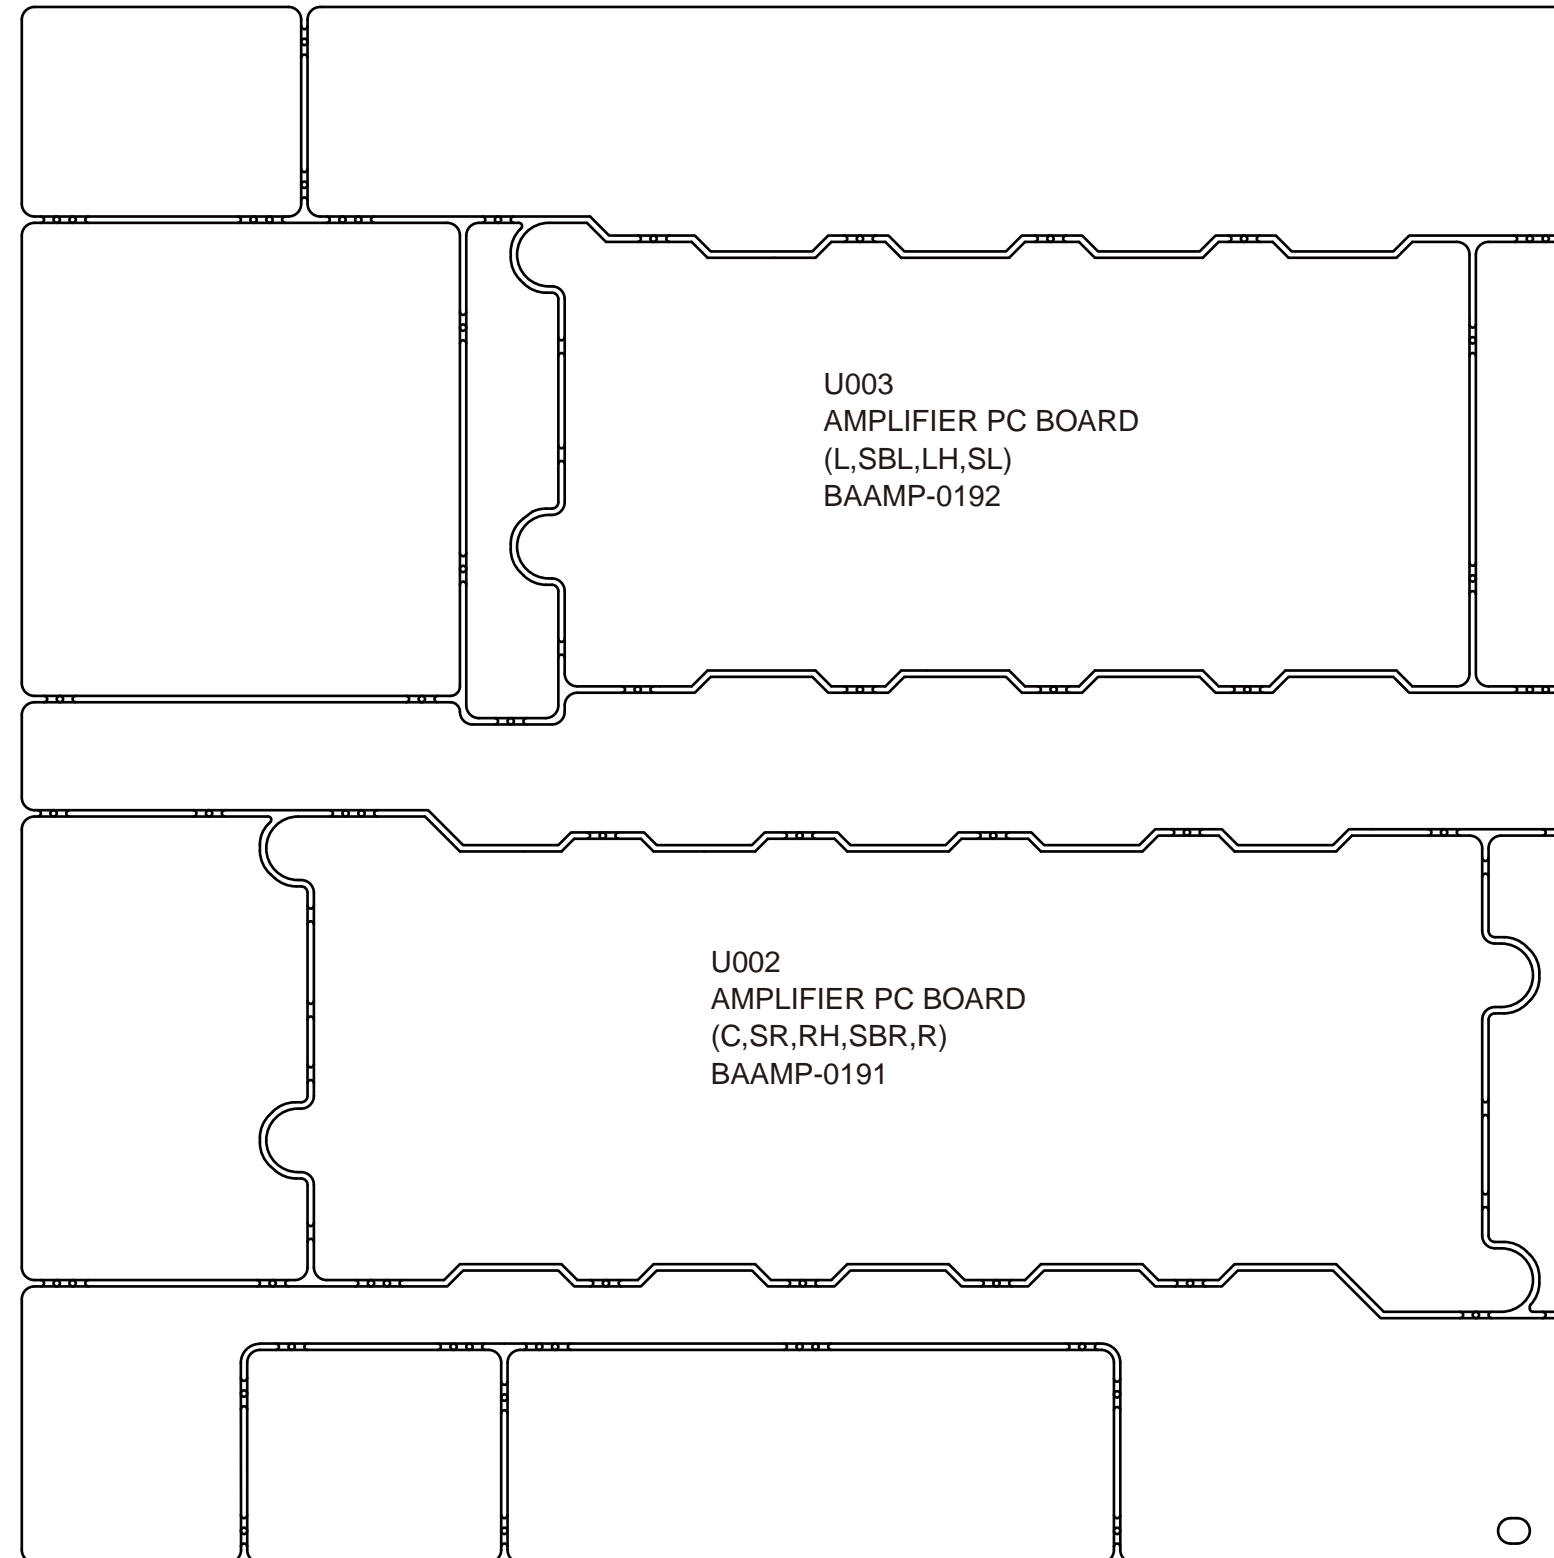 U003
AMPLIFIER PC BOARD
(L,SBL,LH,SL)
BAAMP-0192
U002
AMPLIFIER PC BOARD
(C,SR,RH,SBR,R)
BAAMP-0191